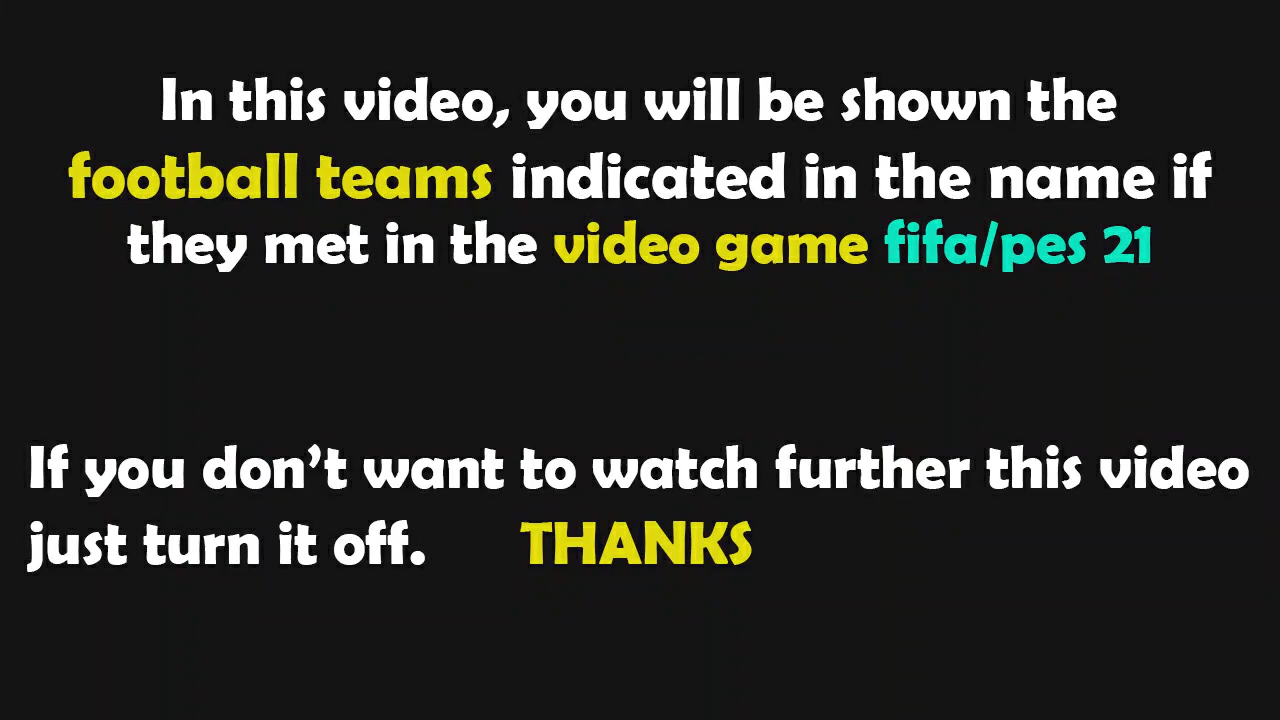 In this video, you will be shown the
football teams indicated in the name if
they met in the video game fifa/pes 21
If you don't want to watch further this video
just turn it off. THANKS